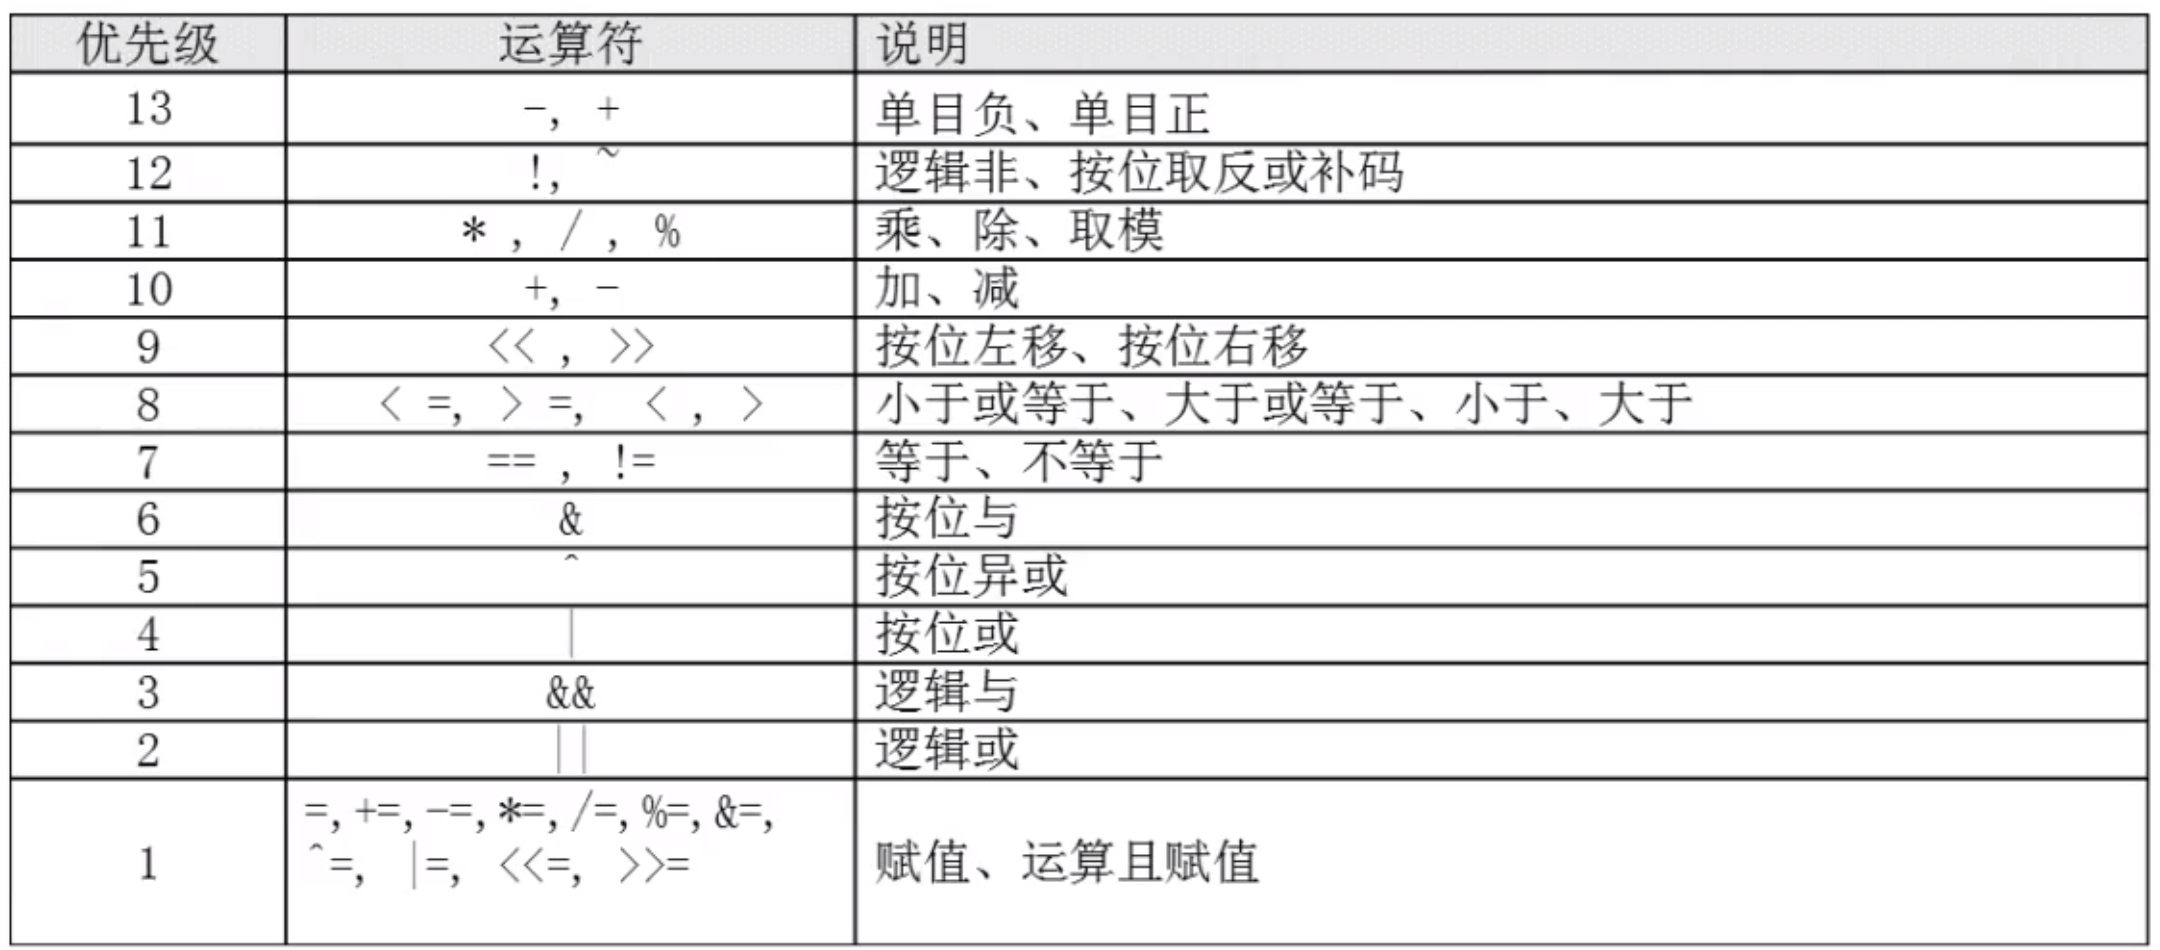 优先级 运算符 说明
13 -, + 单目负、单目正
12 !, ~ 逻辑非、按位取反或补码
11 * , / , % 乘、除、取模
10 +, - 加、减
9 << , >> 按位左移、按位右移
8 < =, > =, < , > 小于或等于、大于或等于、小于、大于
7 == , != 等于、不等于
6 & 按位与
5 ^ 按位异或
4 | 按位或
3 && 逻辑与
2 || 逻辑或
=,+=,-=,*=,/=,%=,&=,
1 ^=, |=, <<=, >>= 赋值、运算且赋值